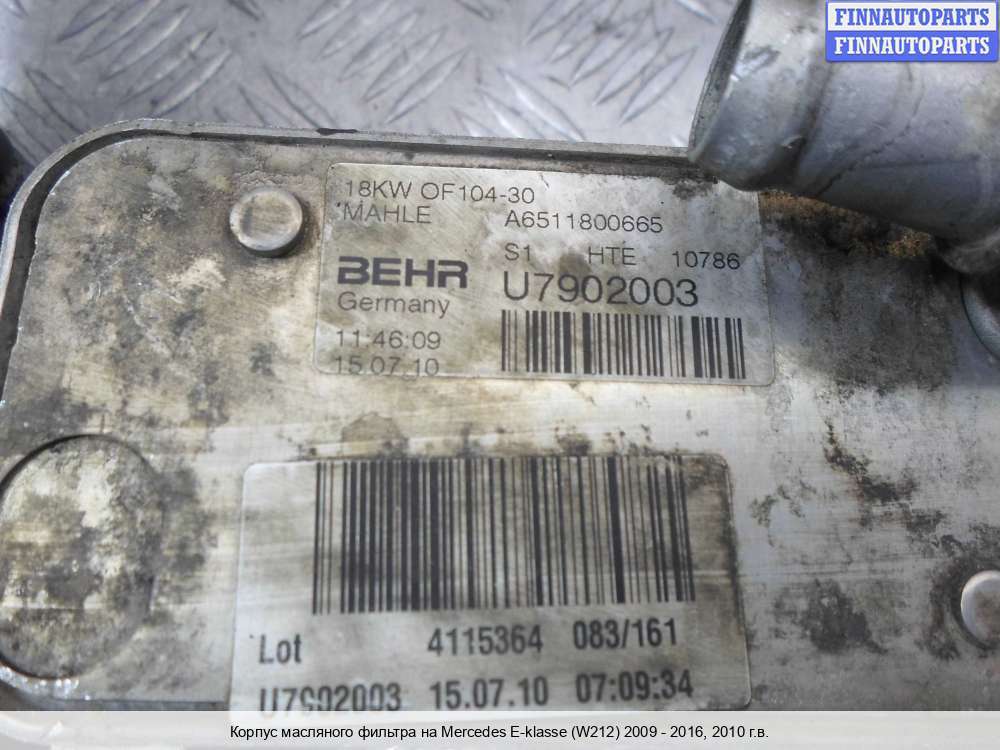 FINNAUTOPARTS
FINNAUTOPARTS
18KW OF104-30
MAHLE A6511800665
S1 HTE 10786
BEHR U7902003
Germany
11:46:09
15.07.10
Lot 4115364 083/161
U7902003 15.07.10 07:09:34
Корпус масляного фильтра на Mercedes E-klasse (W212) 2009 - 2016, 2010 г.в.